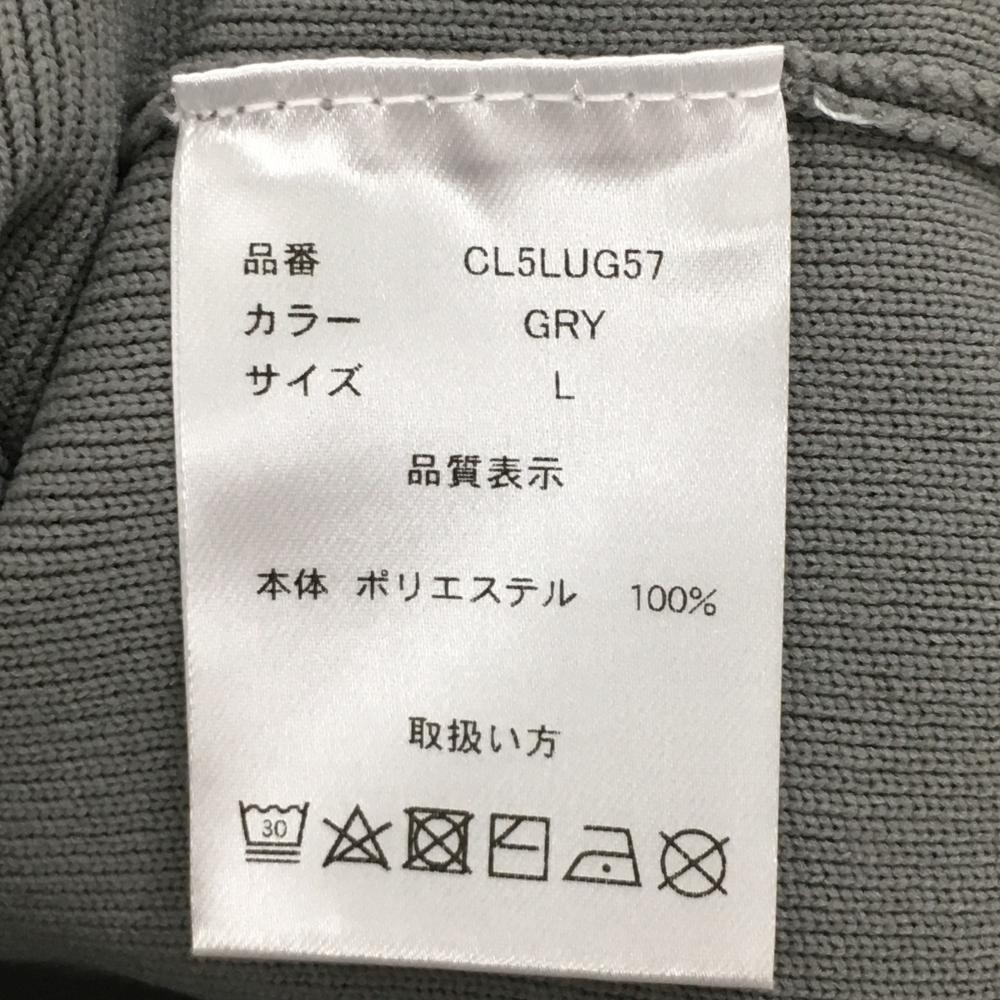 品番 CL5LUG57
カラー GRY
サイズ L
品質表示
本体 ポリエステル 100%
取扱い方
30